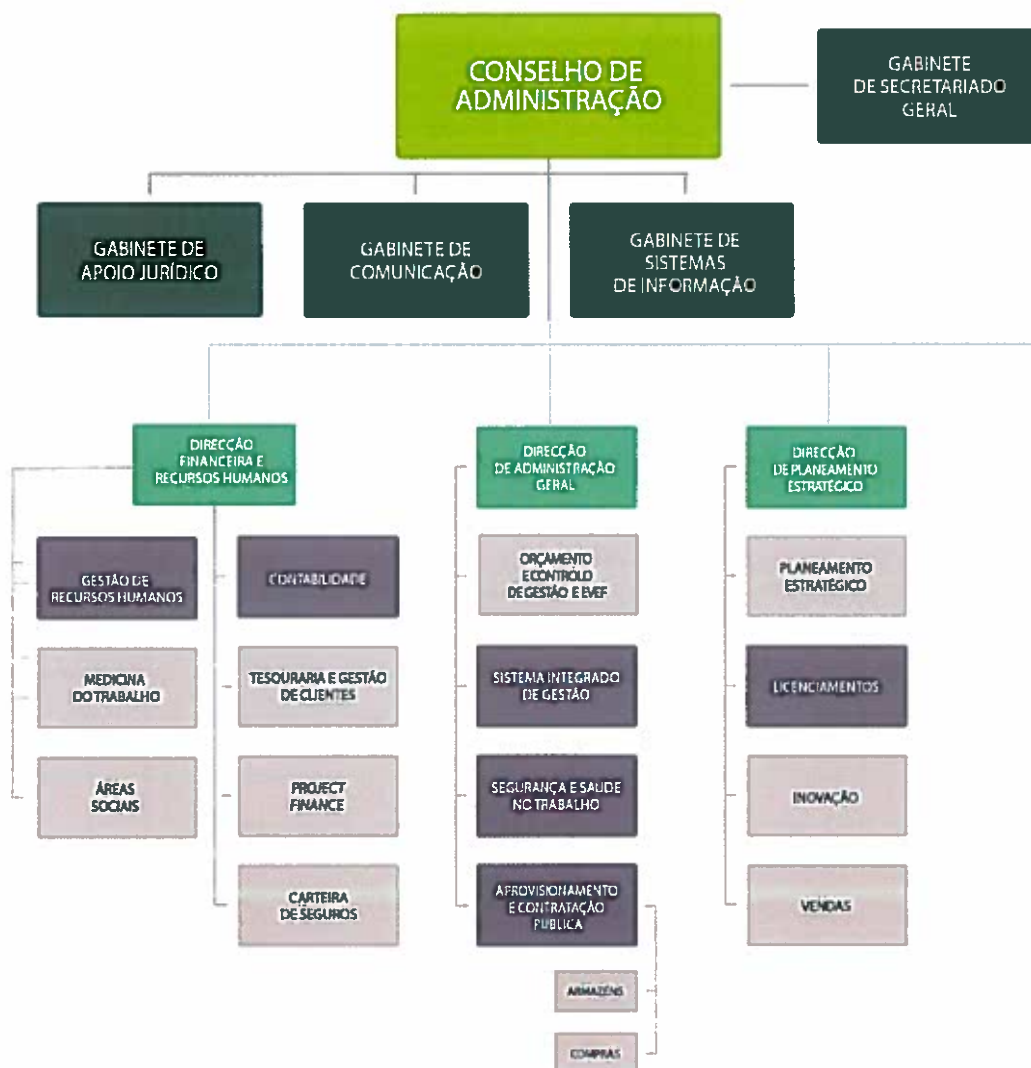 CONSELHO DE
ADMINISTRAÇÃO
GABINETE
DE SECRETARIADO
GERAL
GABINETE DE
APOIO JURÍDICO
GABINETE DE
COMUNICAÇÃO
GABINETE DE
SISTEMAS
DE INFORMAÇÃO
DIRECÇÃO
FINANCEIRA E
RECURSOS HUMANOS
DIRECÇÃO
DE ADMINISTRAÇÃO
GERAL
DIRECÇÃO
DE PLANEAMENTO
ESTRATÉGICO
GESTÃO DE
RECURSOS HUMANOS
CONTABILIDADE
ORÇAMENTO
E CONTROLO
DE GESTÃO E EVEF
PLANEAMENTO
ESTRATÉGICO
MEDICINA
DO TRABALHO
TESOURARIA E GESTÃO
DE CLIENTES
SISTEMA INTEGRADO
DE GESTÃO
LICENCIAMENTOS
ÁREAS
SOCIAIS
PROJECT
FINANCE
SEGURANÇA E SAÚDE
NO TRABALHO
INOVAÇÃO
CARTEIRA
DE SEGUROS
APROVISIONAMENTO
E CONTRATAÇÃO
PÚBLICA
VENDAS
ARMAZÉNS
COMPRAS